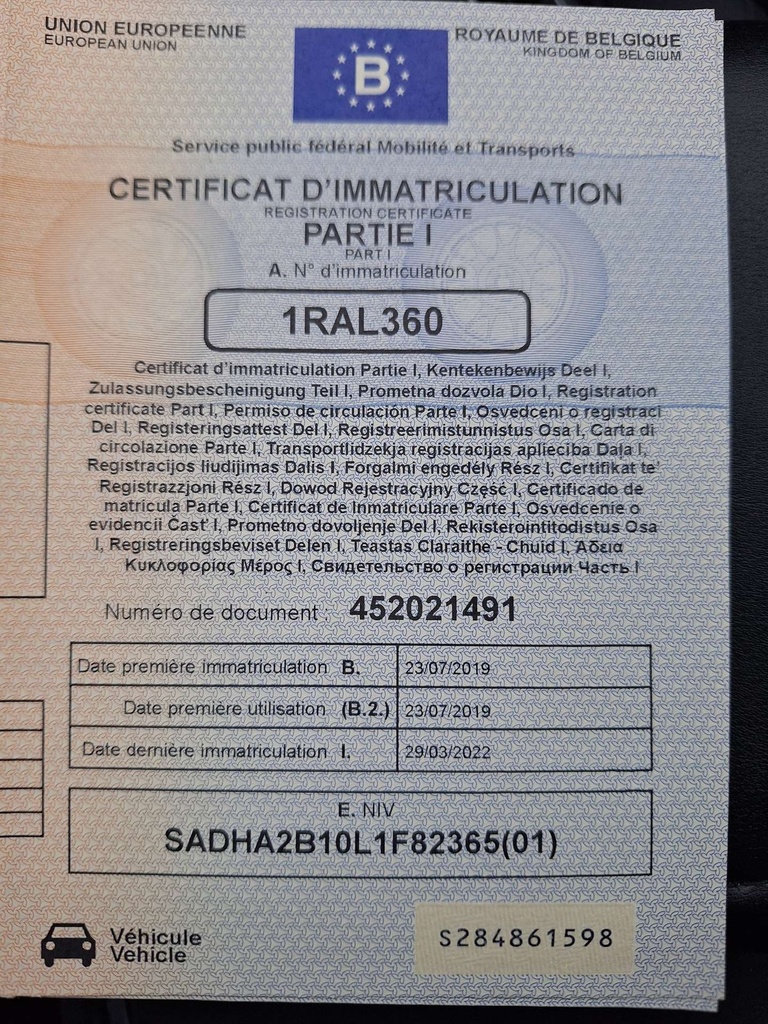 UNION EUROPEENNE
EUROPEAN UNION
B
ROYAUME DE BELGIQUE
KINGDOM OF BELGIUM
Service public fédéral Mobilité et Transports
CERTIFICAT D'IMMATRICULATION
REGISTRATION CERTIFICATE
PARTIE I
PART I
A. N° d'immatriculation
1RAL360
Certificat d'immatriculation Partie I, Kentekenbewijs Deel I,
Zulassungsbescheinigung Teil I, Prometna dozvola Dio I, Registration
certificate Part I, Permiso de circulación Parte I, Osvedceni o registraci
Del I, Registeringsattest Del I, Registreerimistunnistus Osa I, Carta di
circolazione Parte I, Transportlidzekja registracijas aplieciba Daļa I,
Registracijos liudijimas Dalis I, Forgalmi engedély Rész I, Certifikat te'
Registrazzjoni Rész I, Dowod Rejestracyjny Część I, Certificado de
matricula Parte I, Certificat de Inmatriculare Parte I, Osvedcenie o
evidencii Časť I, Prometno dovoljenje Del I, Rekisterointitodistus Osa
I, Registreringsbeviset Delen I, Teastas Claraithe - Chuid I, Άδεια
Κυκλοφορίας Μέρος I, Свидетельство о регистрации Часть I
Numéro de document : 452021491
Date première immatriculation B. 23/07/2019
Date première utilisation (B.2.) 23/07/2019
Date dernière immatriculation I. 29/03/2022
E. NIV
SADHA2B10L1F82365(01)
Véhicule
Vehicle
S284861598